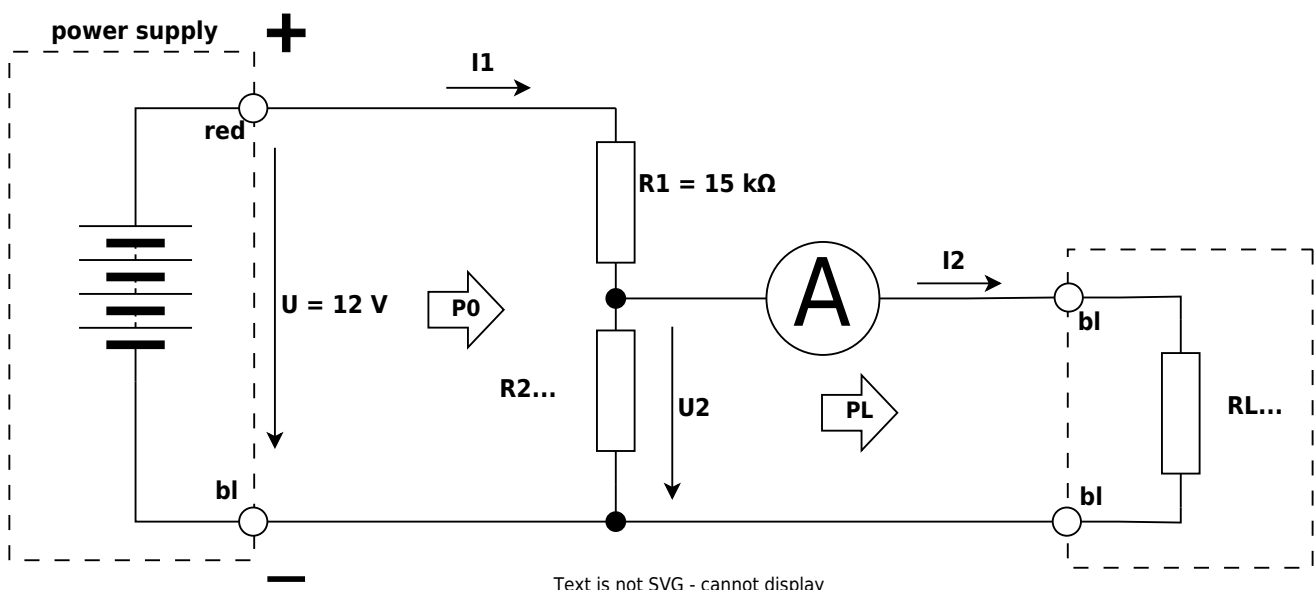 power supply
+
I1
red
R1 = 15 kΩ
A
I2
U = 12 V
P0
bl
R2...
U2
PL
RL...
bl
bl
−
Text is not SVG - cannot display